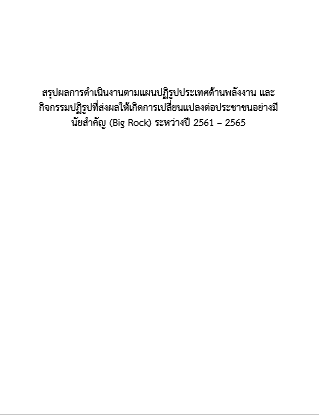 สรุปผลการดำเนินงานตามแผนปฏิรูปประเทศด้านพลังงาน และ
กิจกรรมปฏิรูปที่ส่งผลให้เกิดการเปลี่ยนแปลงต่อประชาชนอย่างมี
นัยสำคัญ (Big Rock) ระหว่างปี 2561 – 2565